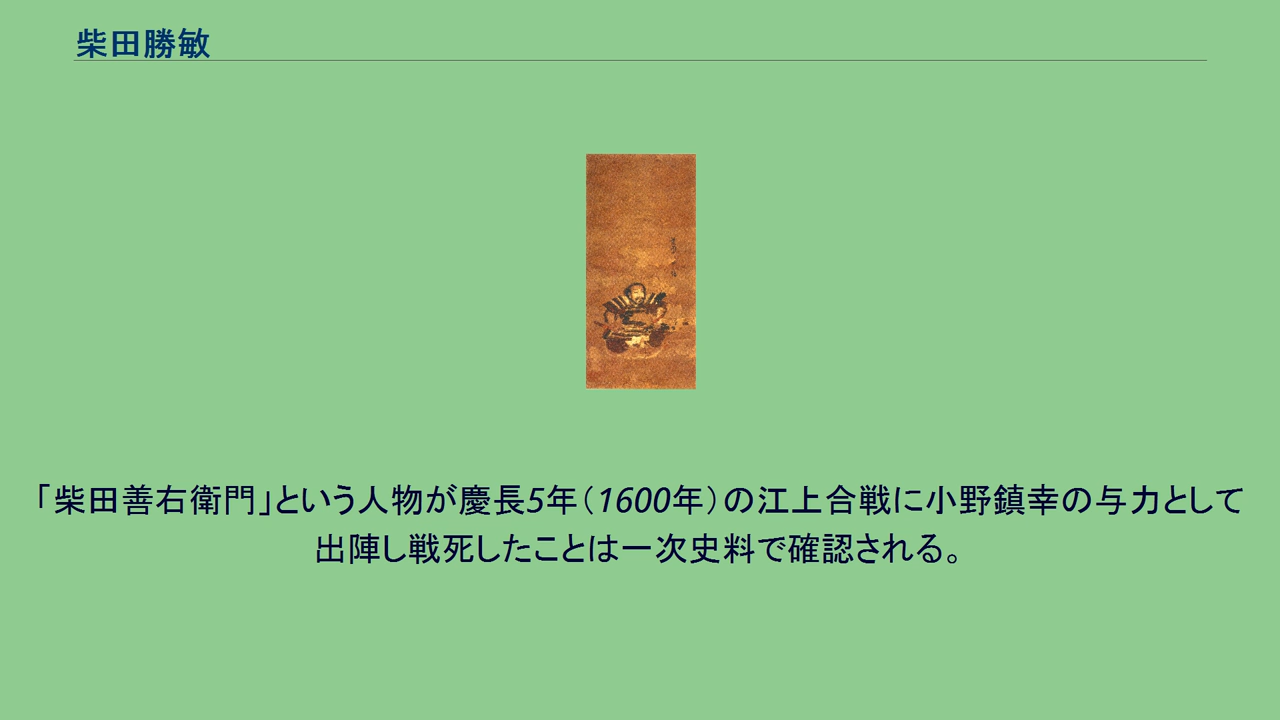 柴田勝敏
「柴田善右衛門」という人物が慶長5年（1600年）の江上合戦に小野鎮幸の与力として
出陣し戦死したことは一次史料で確認される。